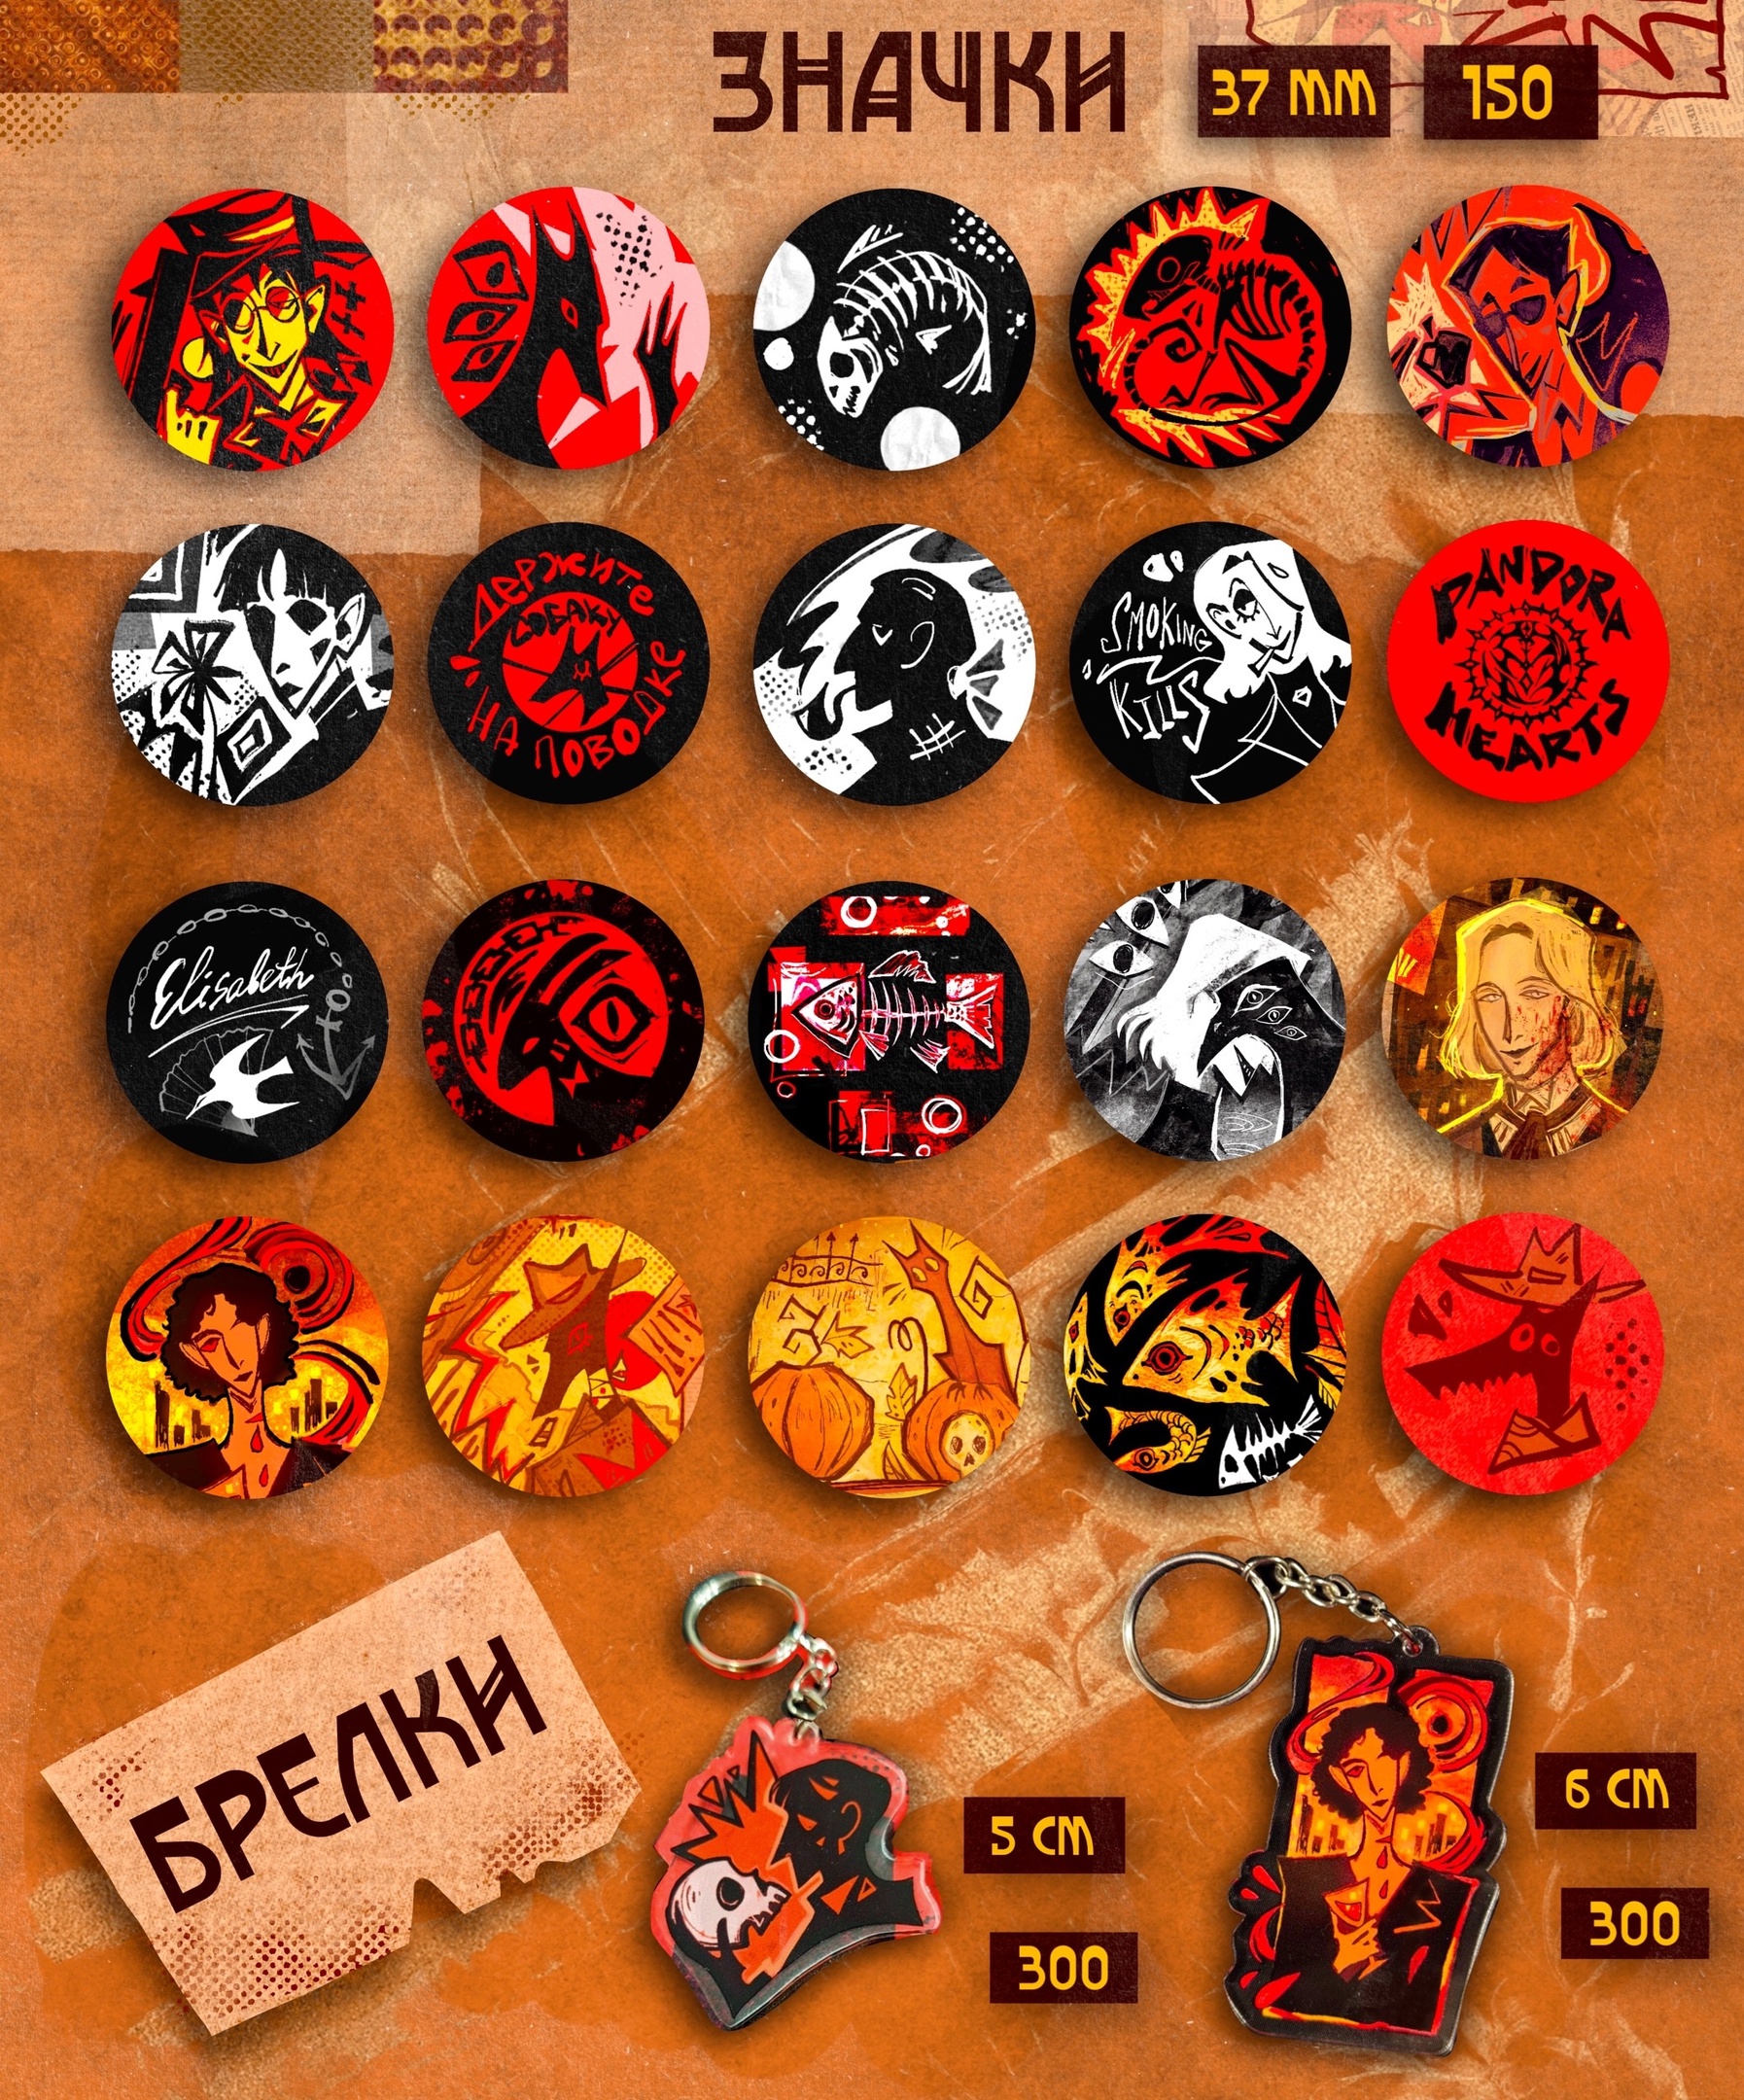 ЗНАЧКИ
37 мм
150
ДЕРЖИТЕ
СОБАКУ
НА ПОВОДКЕ
SMOKING
KILLS
PANDORA
HEARTS
Elisabeth
БРЕЛКИ
5 см
300
6 см
300